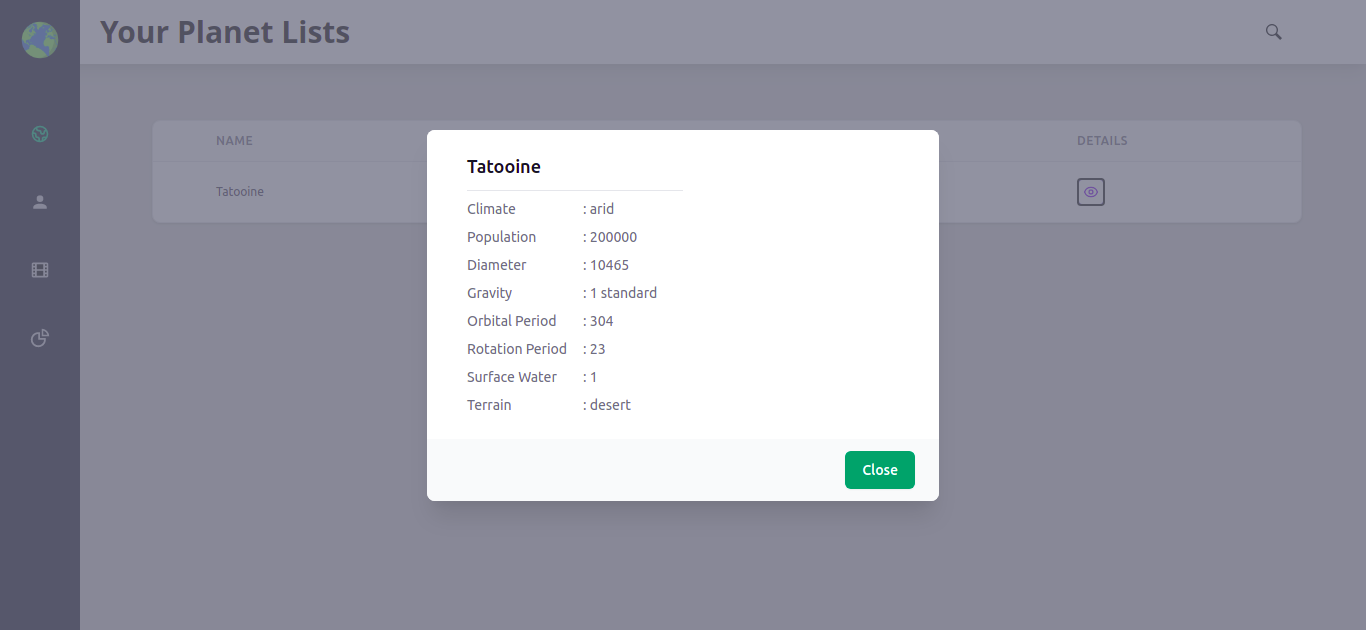 Your Planet Lists
NAME
DETAILS
Tatooine
Tatooine
Climate : arid
Population : 200000
Diameter : 10465
Gravity : 1 standard
Orbital Period : 304
Rotation Period : 23
Surface Water : 1
Terrain : desert
Close